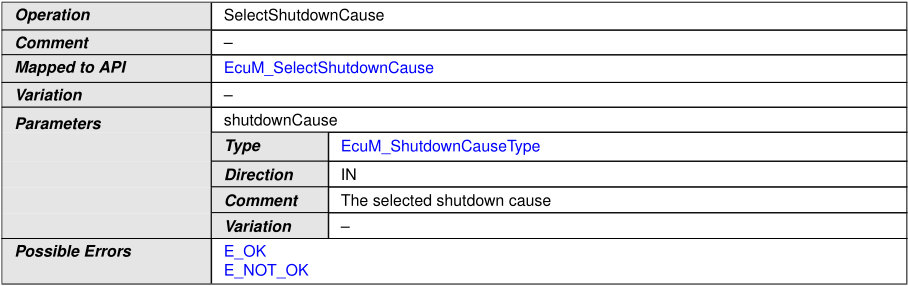 Operation SelectShutdownCause
Comment –
Mapped to API EcuM_SelectShutdownCause
Variation –
Parameters shutdownCause
Type EcuM_ShutdownCauseType
Direction IN
Comment The selected shutdown cause
Variation –
Possible Errors E_OK
E_NOT_OK